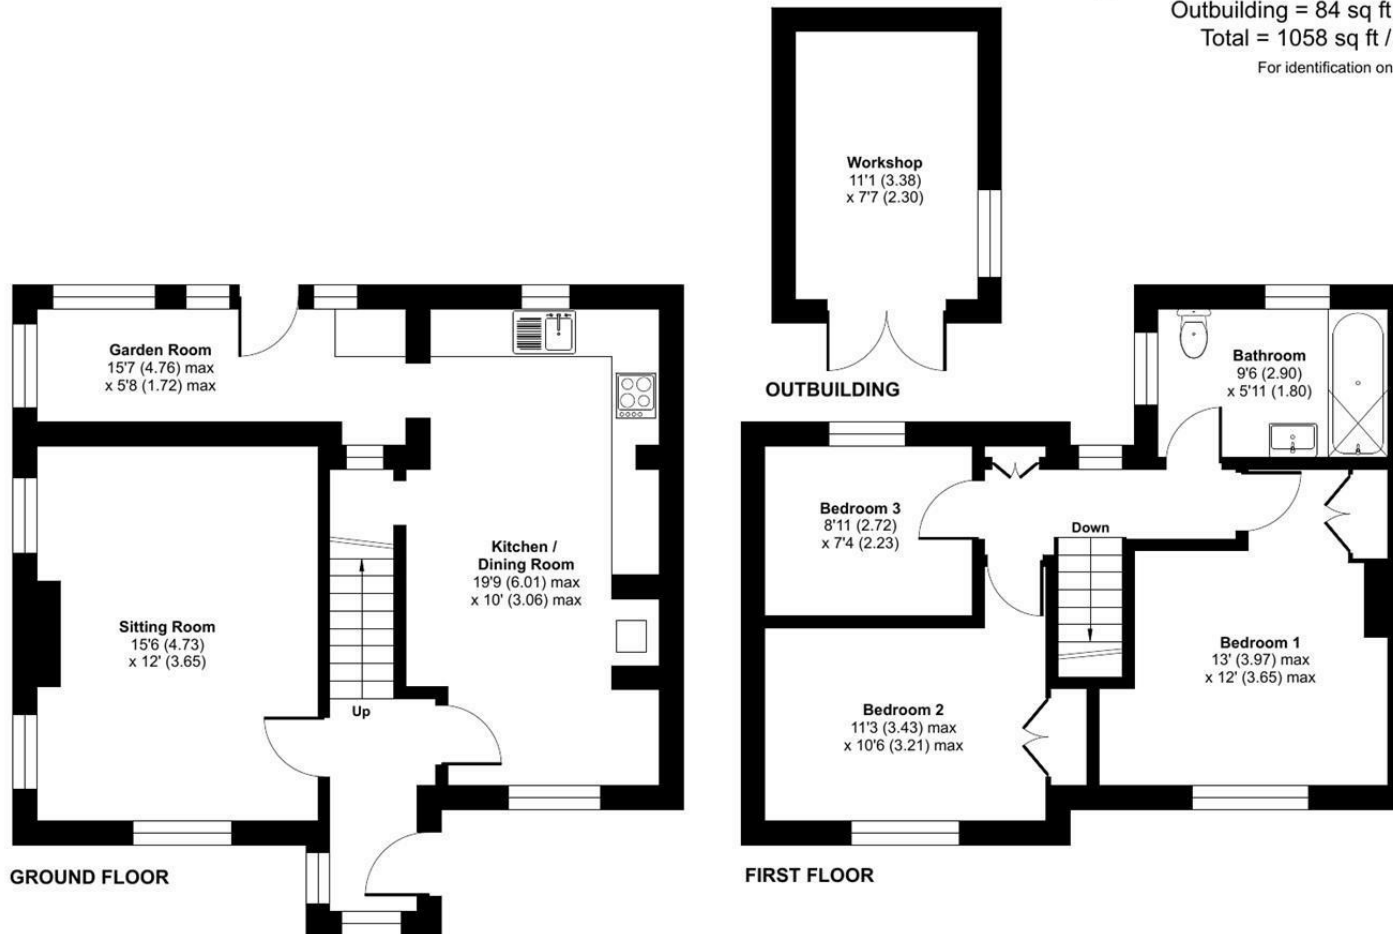 Outbuilding = 84 sq ft
Total = 1058 sq ft /
For identification on
Workshop
11'1 (3.38)
x 7'7 (2.30)
OUTBUILDING
Garden Room
15'7 (4.76) max
x 5'8 (1.72) max
Kitchen /
Dining Room
19'9 (6.01) max
x 10' (3.06) max
Sitting Room
15'6 (4.73)
x 12' (3.65)
Up
GROUND FLOOR
Bathroom
9'6 (2.90)
x 5'11 (1.80)
Bedroom 3
8'11 (2.72)
x 7'4 (2.23)
Down
Bedroom 1
13' (3.97) max
x 12' (3.65) max
Bedroom 2
11'3 (3.43) max
x 10'6 (3.21) max
FIRST FLOOR